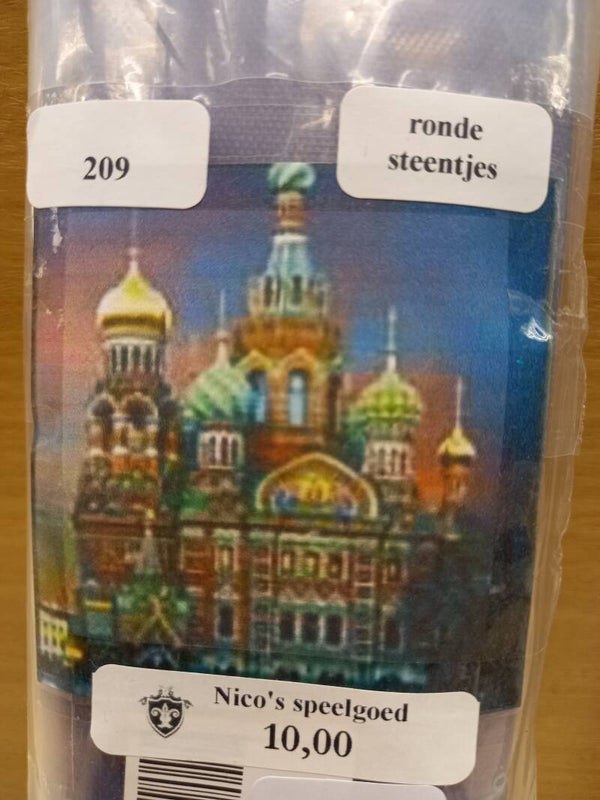 209
ronde
steentjes
Nico's speelgoed
10,00